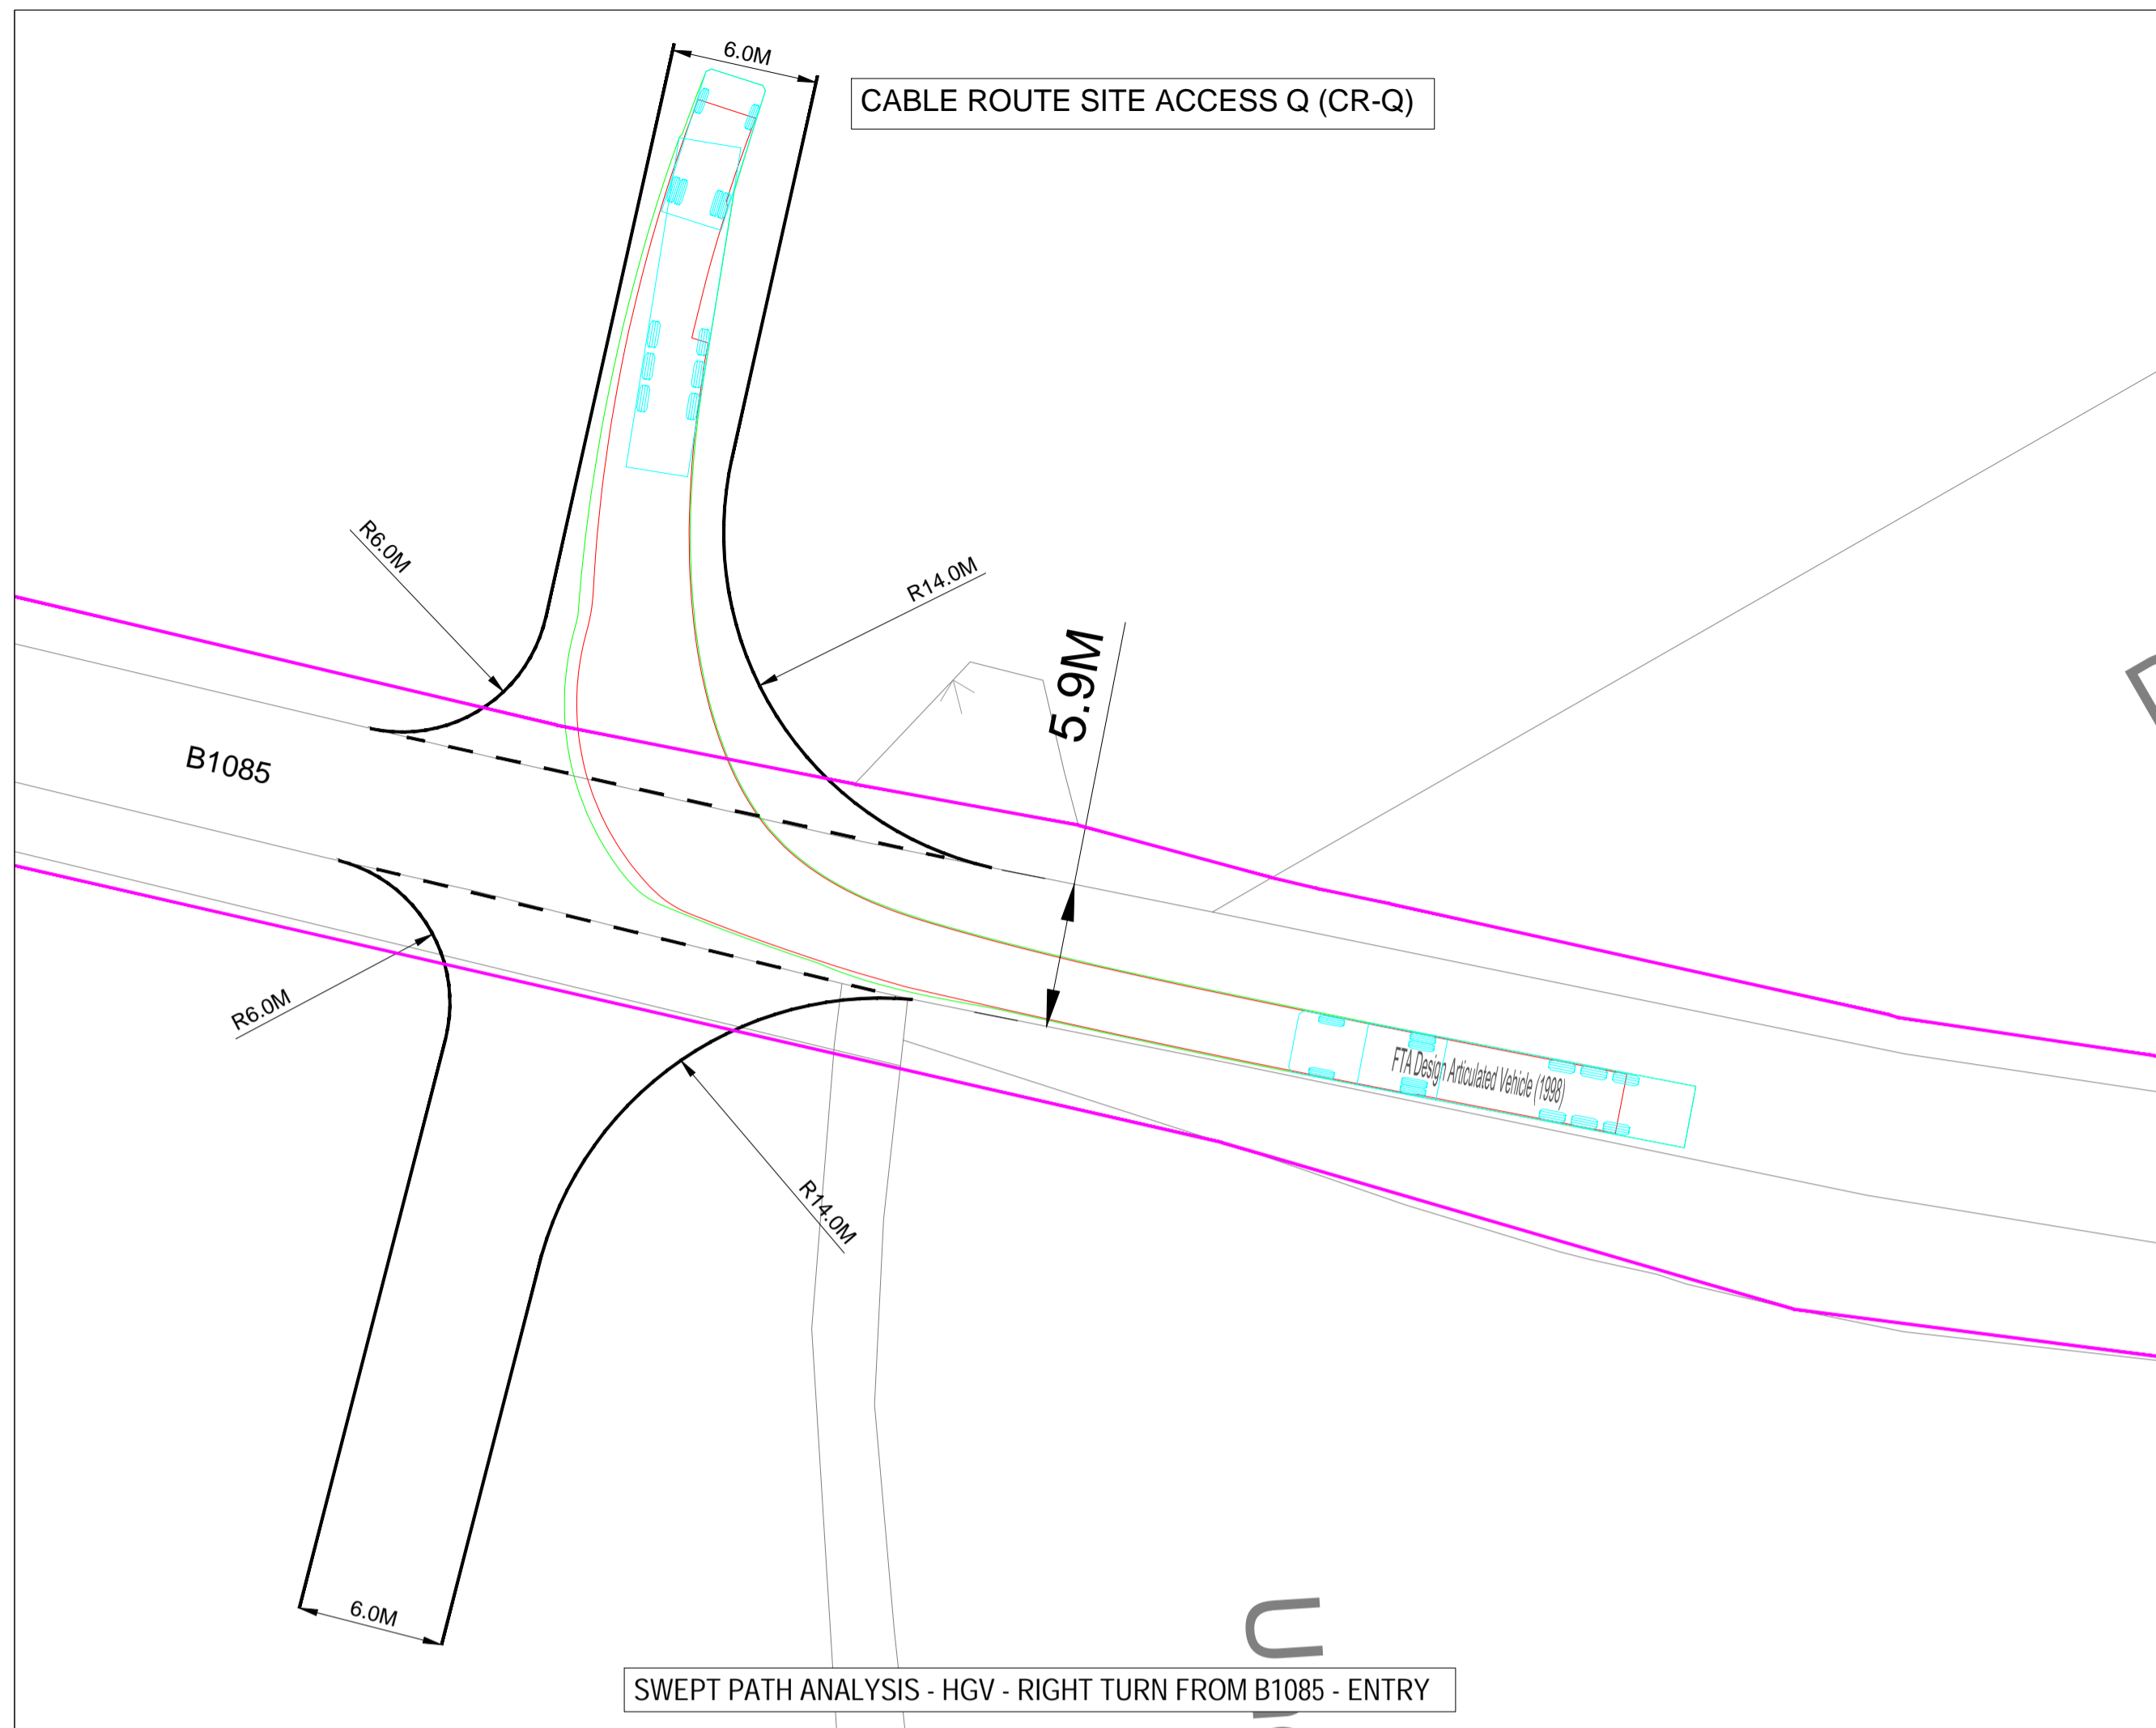 6.0M
CABLE ROUTE SITE ACCESS Q (CR-Q)
R6.0M
R14.0M
5.9M
B1085
R6.0M
FTA Design Articulated Vehicle (1998)
R14.0M
6.0M
SWEPT PATH ANALYSIS - HGV - RIGHT TURN FROM B1085 - ENTRY